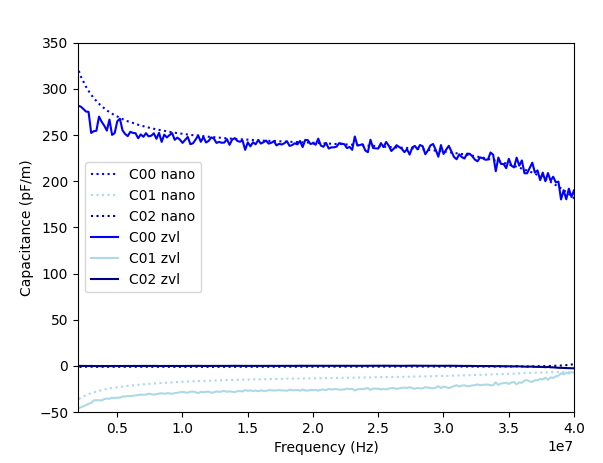 350
300
250
200
150
100
50
0
−50
Capacitance (pF/m)
C00 nano
C01 nano
C02 nano
C00 zvl
C01 zvl
C02 zvl
0.5 1.0 1.5 2.0 2.5 3.0 3.5 4.0
Frequency (Hz) 1e7